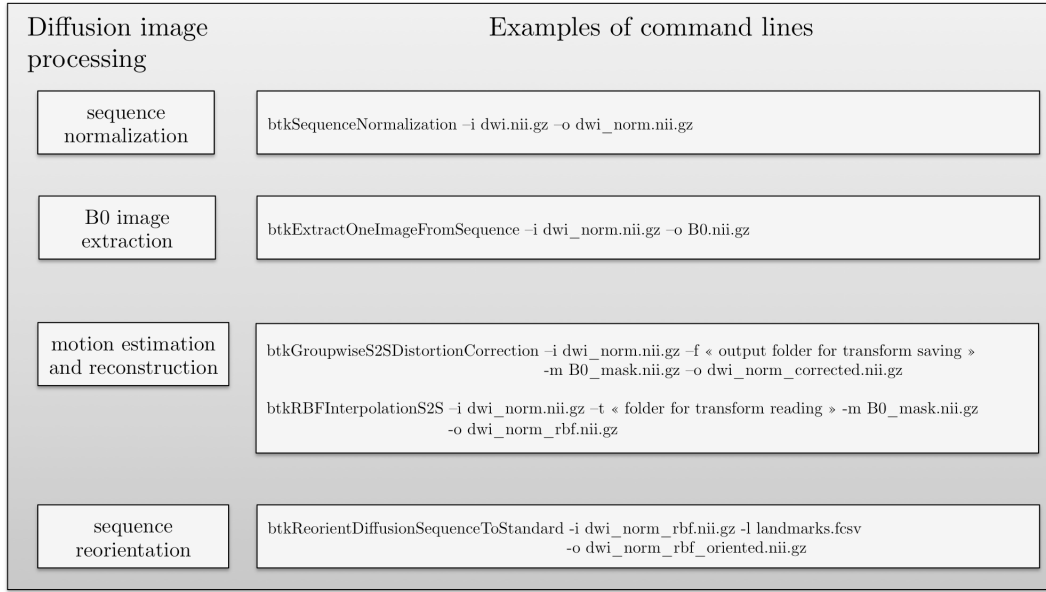 Diffusion image
processing
Examples of command lines
sequence
normalization
btkSequenceNormalization –i dwi.nii.gz –o dwi_norm.nii.gz
B0 image
extraction
btkExtractOneImageFromSequence –i dwi_norm.nii.gz –o B0.nii.gz
motion estimation
and reconstruction
btkGroupwiseS2SDistortionCorrection –i dwi_norm.nii.gz –f « output folder for transform saving »
-m B0_mask.nii.gz –o dwi_norm_corrected.nii.gz
btkRBFInterpolationS2S –i dwi_norm.nii.gz –t « folder for transform reading » -m B0_mask.nii.gz
-o dwi_norm_rbf.nii.gz
sequence
reorientation
btkReorientDiffusionSequenceToStandard -i dwi_norm_rbf.nii.gz -l landmarks.fcsv
-o dwi_norm_rbf_oriented.nii.gz